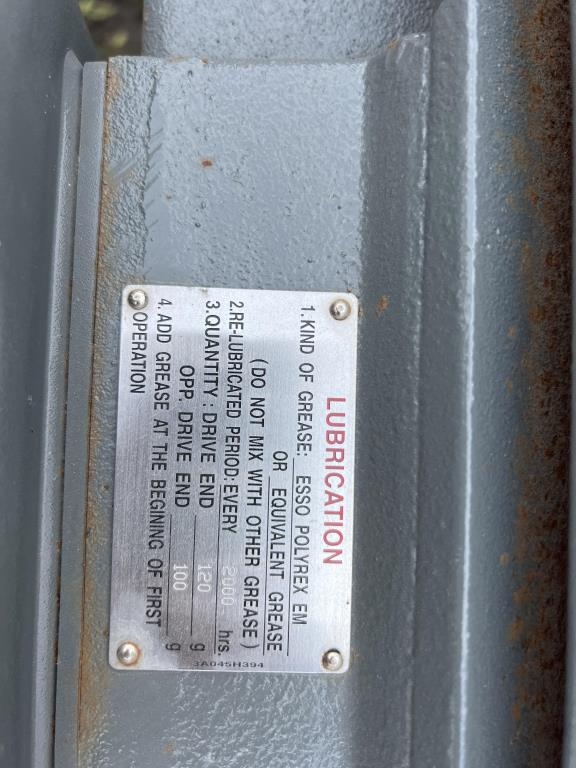 LUBRICATION
1.KIND OF GREASE: ESSO POLYREX EM
OR EQUIVALENT GREASE
(DO NOT MIX WITH OTHER GREASE)
2.RE-LUBRICATED PERIOD:EVERY 2000 hrs.
3.QUANTITY: DRIVE END 120 g
OPP. DRIVE END 100 g
4. ADD GREASE AT THE BEGINING OF FIRST
OPERATION
3A045H394